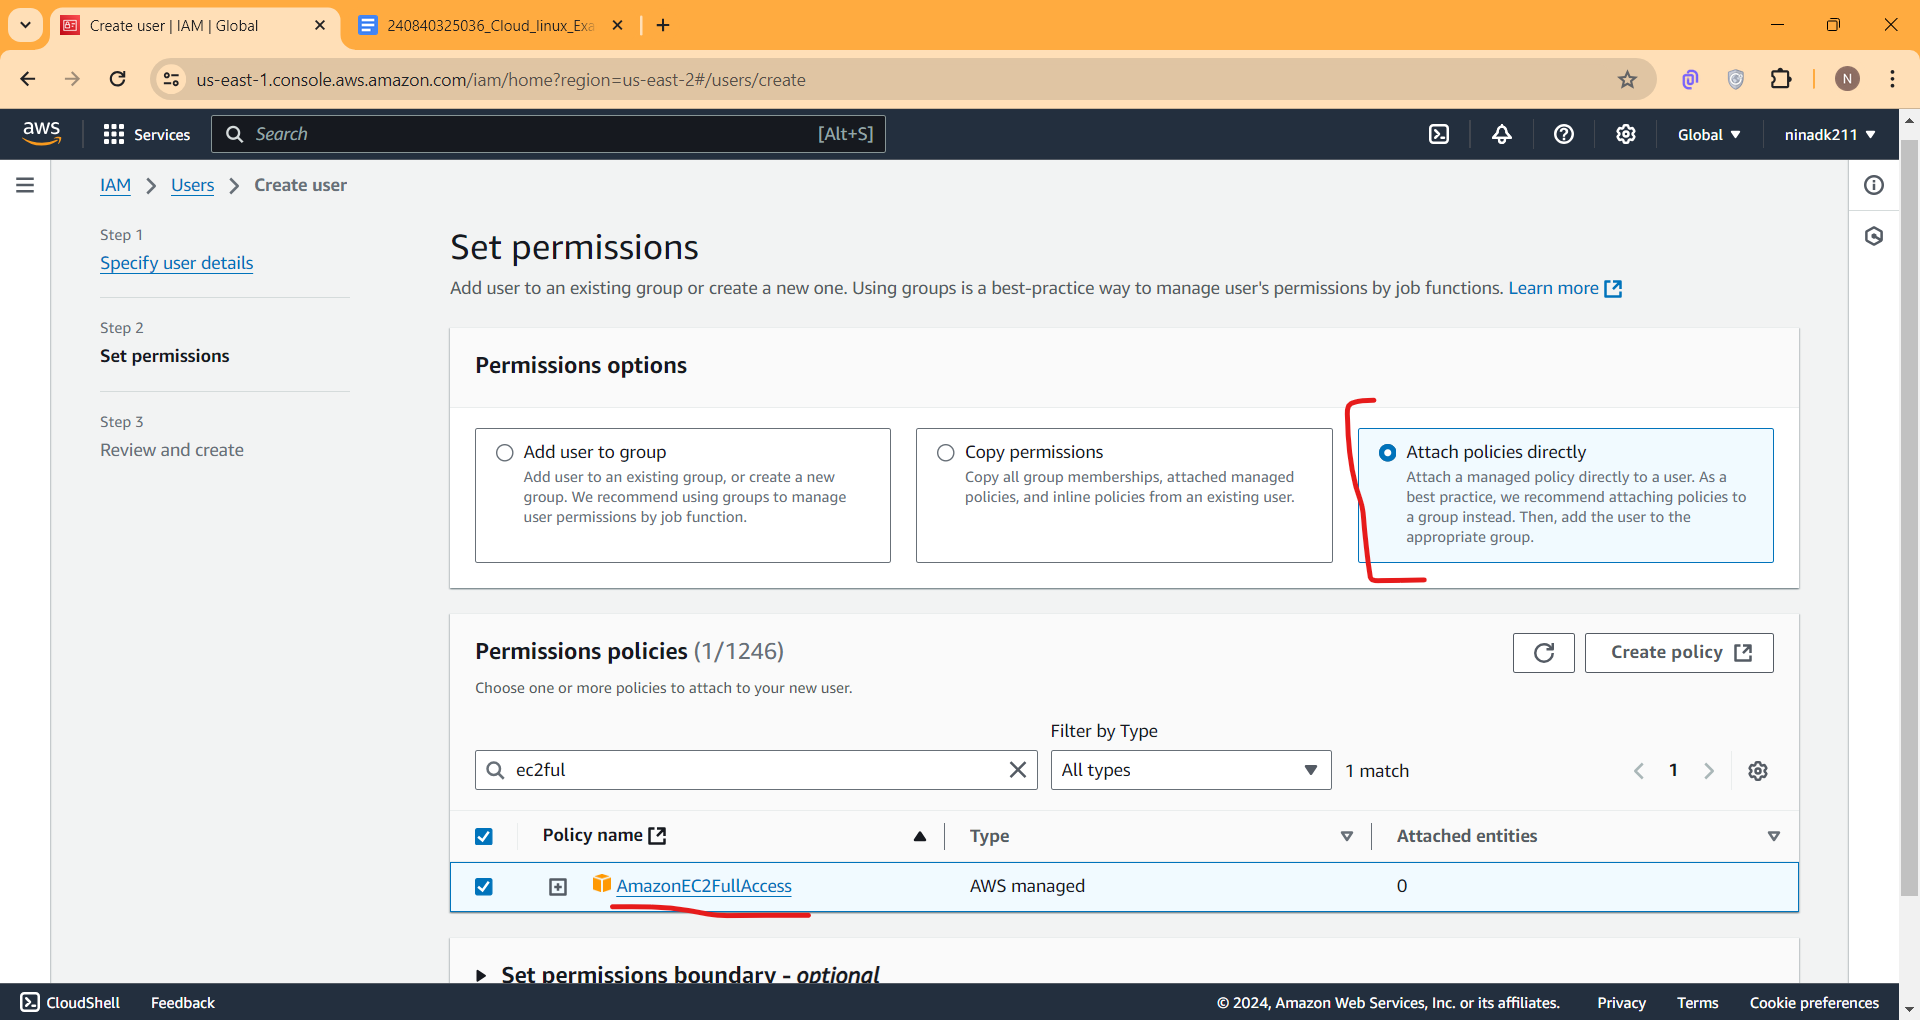 Create user | IAM | Global
240840325036_Cloud_linux_Exa
us-east-1.console.aws.amazon.com/iam/home?region=us-east-2#/users/create
N
aws
Services
Search
[Alt+S]
Global
ninadk211
IAM
Users
Create user
Step 1
Specify user details
Step 2
Set permissions
Step 3
Review and create
Set permissions
Add user to an existing group or create a new one. Using groups is a best-practice way to manage user's permissions by job functions. Learn more
Permissions options
Add user to group
Add user to an existing group, or create a new
group. We recommend using groups to manage
user permissions by job function.
Copy permissions
Copy all group memberships, attached managed
policies, and inline policies from an existing user.
Attach policies directly
Attach a managed policy directly to a user. As a
best practice, we recommend attaching policies to
a group instead. Then, add the user to the
appropriate group.
Permissions policies (1/1246)
Choose one or more policies to attach to your new user.
Create policy
Filter by Type
ec2ful
All types
1 match
1
Policy name
Type
Attached entities
AmazonEC2FullAccess
AWS managed
0
Set permissions boundary - optional
CloudShell
Feedback
© 2024, Amazon Web Services, Inc. or its affiliates.
Privacy
Terms
Cookie preferences